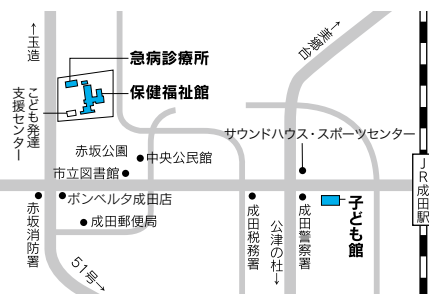 ←玉造
急病診療所
保健福祉館
こども発達
支援センター
←美郷台
サウンドハウス・スポーツセンター
赤坂公園
中央公民館
市立図書館
ボンベルタ成田店
成田郵便局
赤坂消防署
51号→
成田税務署
公津の杜→
成田警察署
子ども館
JR成田駅